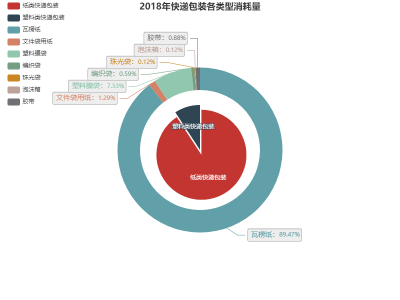 2018年快递包装各类型消耗量
纸类快递包装
塑料类快递包装
瓦楞纸
文件袋用纸
塑料膜袋
编织袋
珠光袋
泡沫箱
胶带
胶带：0.88%
泡沫箱：0.12%
珠光袋：0.12%
编织袋：0.59%
塑料膜袋：7.53%
文件袋用纸：1.29%
塑料类快递包装
纸类快递包装
瓦楞纸：89.47%